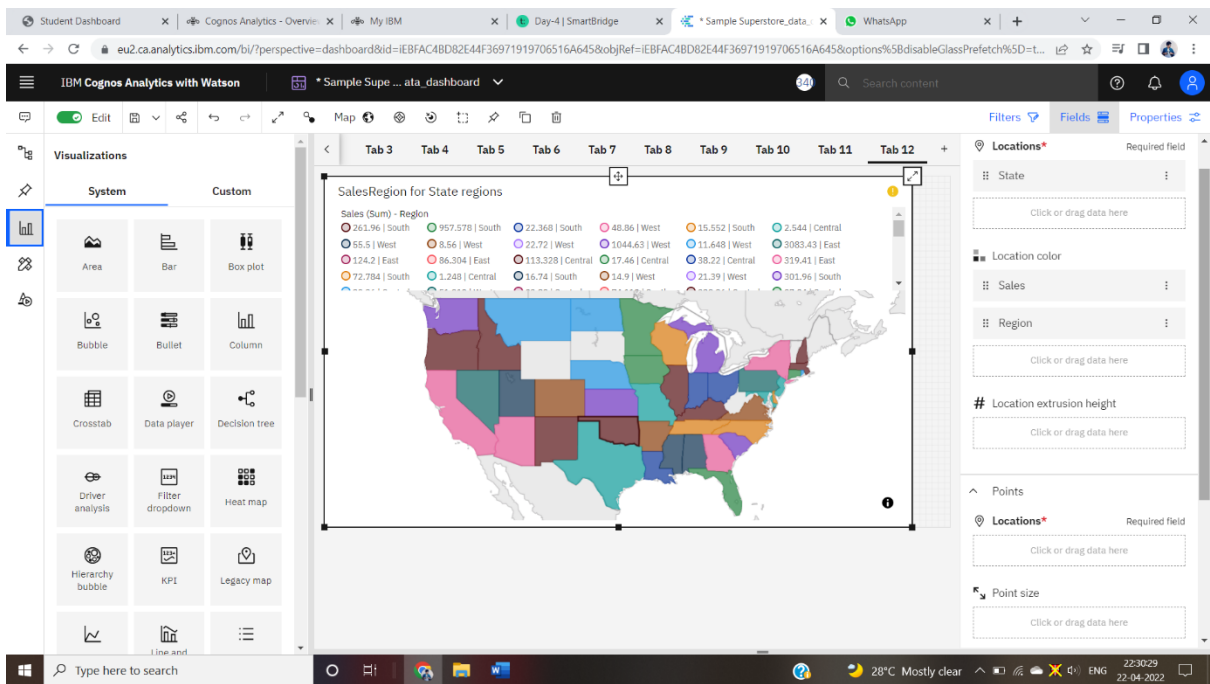 Student Dashboard
Cognos Analytics - Overvie
My IBM
Day-4 | SmartBridge
* Sample Superstore_data_
WhatsApp
eu2.ca.analytics.ibm.com/bi/?perspective=dashboard&id=iEBFAC4BD82E44F36971919706516A645&objRef=iEBFAC4BD82E44F36971919706516A645&options%5BdisableGlassPrefetch%5D=t...
IBM Cognos Analytics with Watson
* Sample Supe ... ata_dashboard
Search content
Edit
Map
Filters
Fields
Properties
Visualizations
System
Custom
Area
Bar
Box plot
Bubble
Bullet
Column
Crosstab
Data player
Decision tree
Driver analysis
Filter dropdown
Heat map
Hierarchy bubble
KPI
Legacy map
Line and
Tab 3 Tab 4 Tab 5 Tab 6 Tab 7 Tab 8 Tab 9 Tab 10 Tab 11 Tab 12 +
SalesRegion for State regions
Sales (Sum) - Region
261.96 | South 957.578 | South 22.368 | South 48.86 | West 15.552 | South 2.544 | Central
55.5 | West 8.56 | West 22.72 | West 1044.63 | West 11.648 | West 3083.43 | East
124.2 | East 86.304 | East 113.328 | Central 17.46 | Central 38.22 | Central 319.41 | East
72.784 | South 1.248 | Central 16.74 | South 14.9 | West 21.39 | West 301.96 | South
Locations* Required field
State
Click or drag data here
Location color
Sales
Region
Click or drag data here
# Location extrusion height
Click or drag data here
Points
Locations* Required field
Click or drag data here
Point size
Click or drag data here
Type here to search
28°C Mostly clear
ENG
22:30:29
22-04-2022